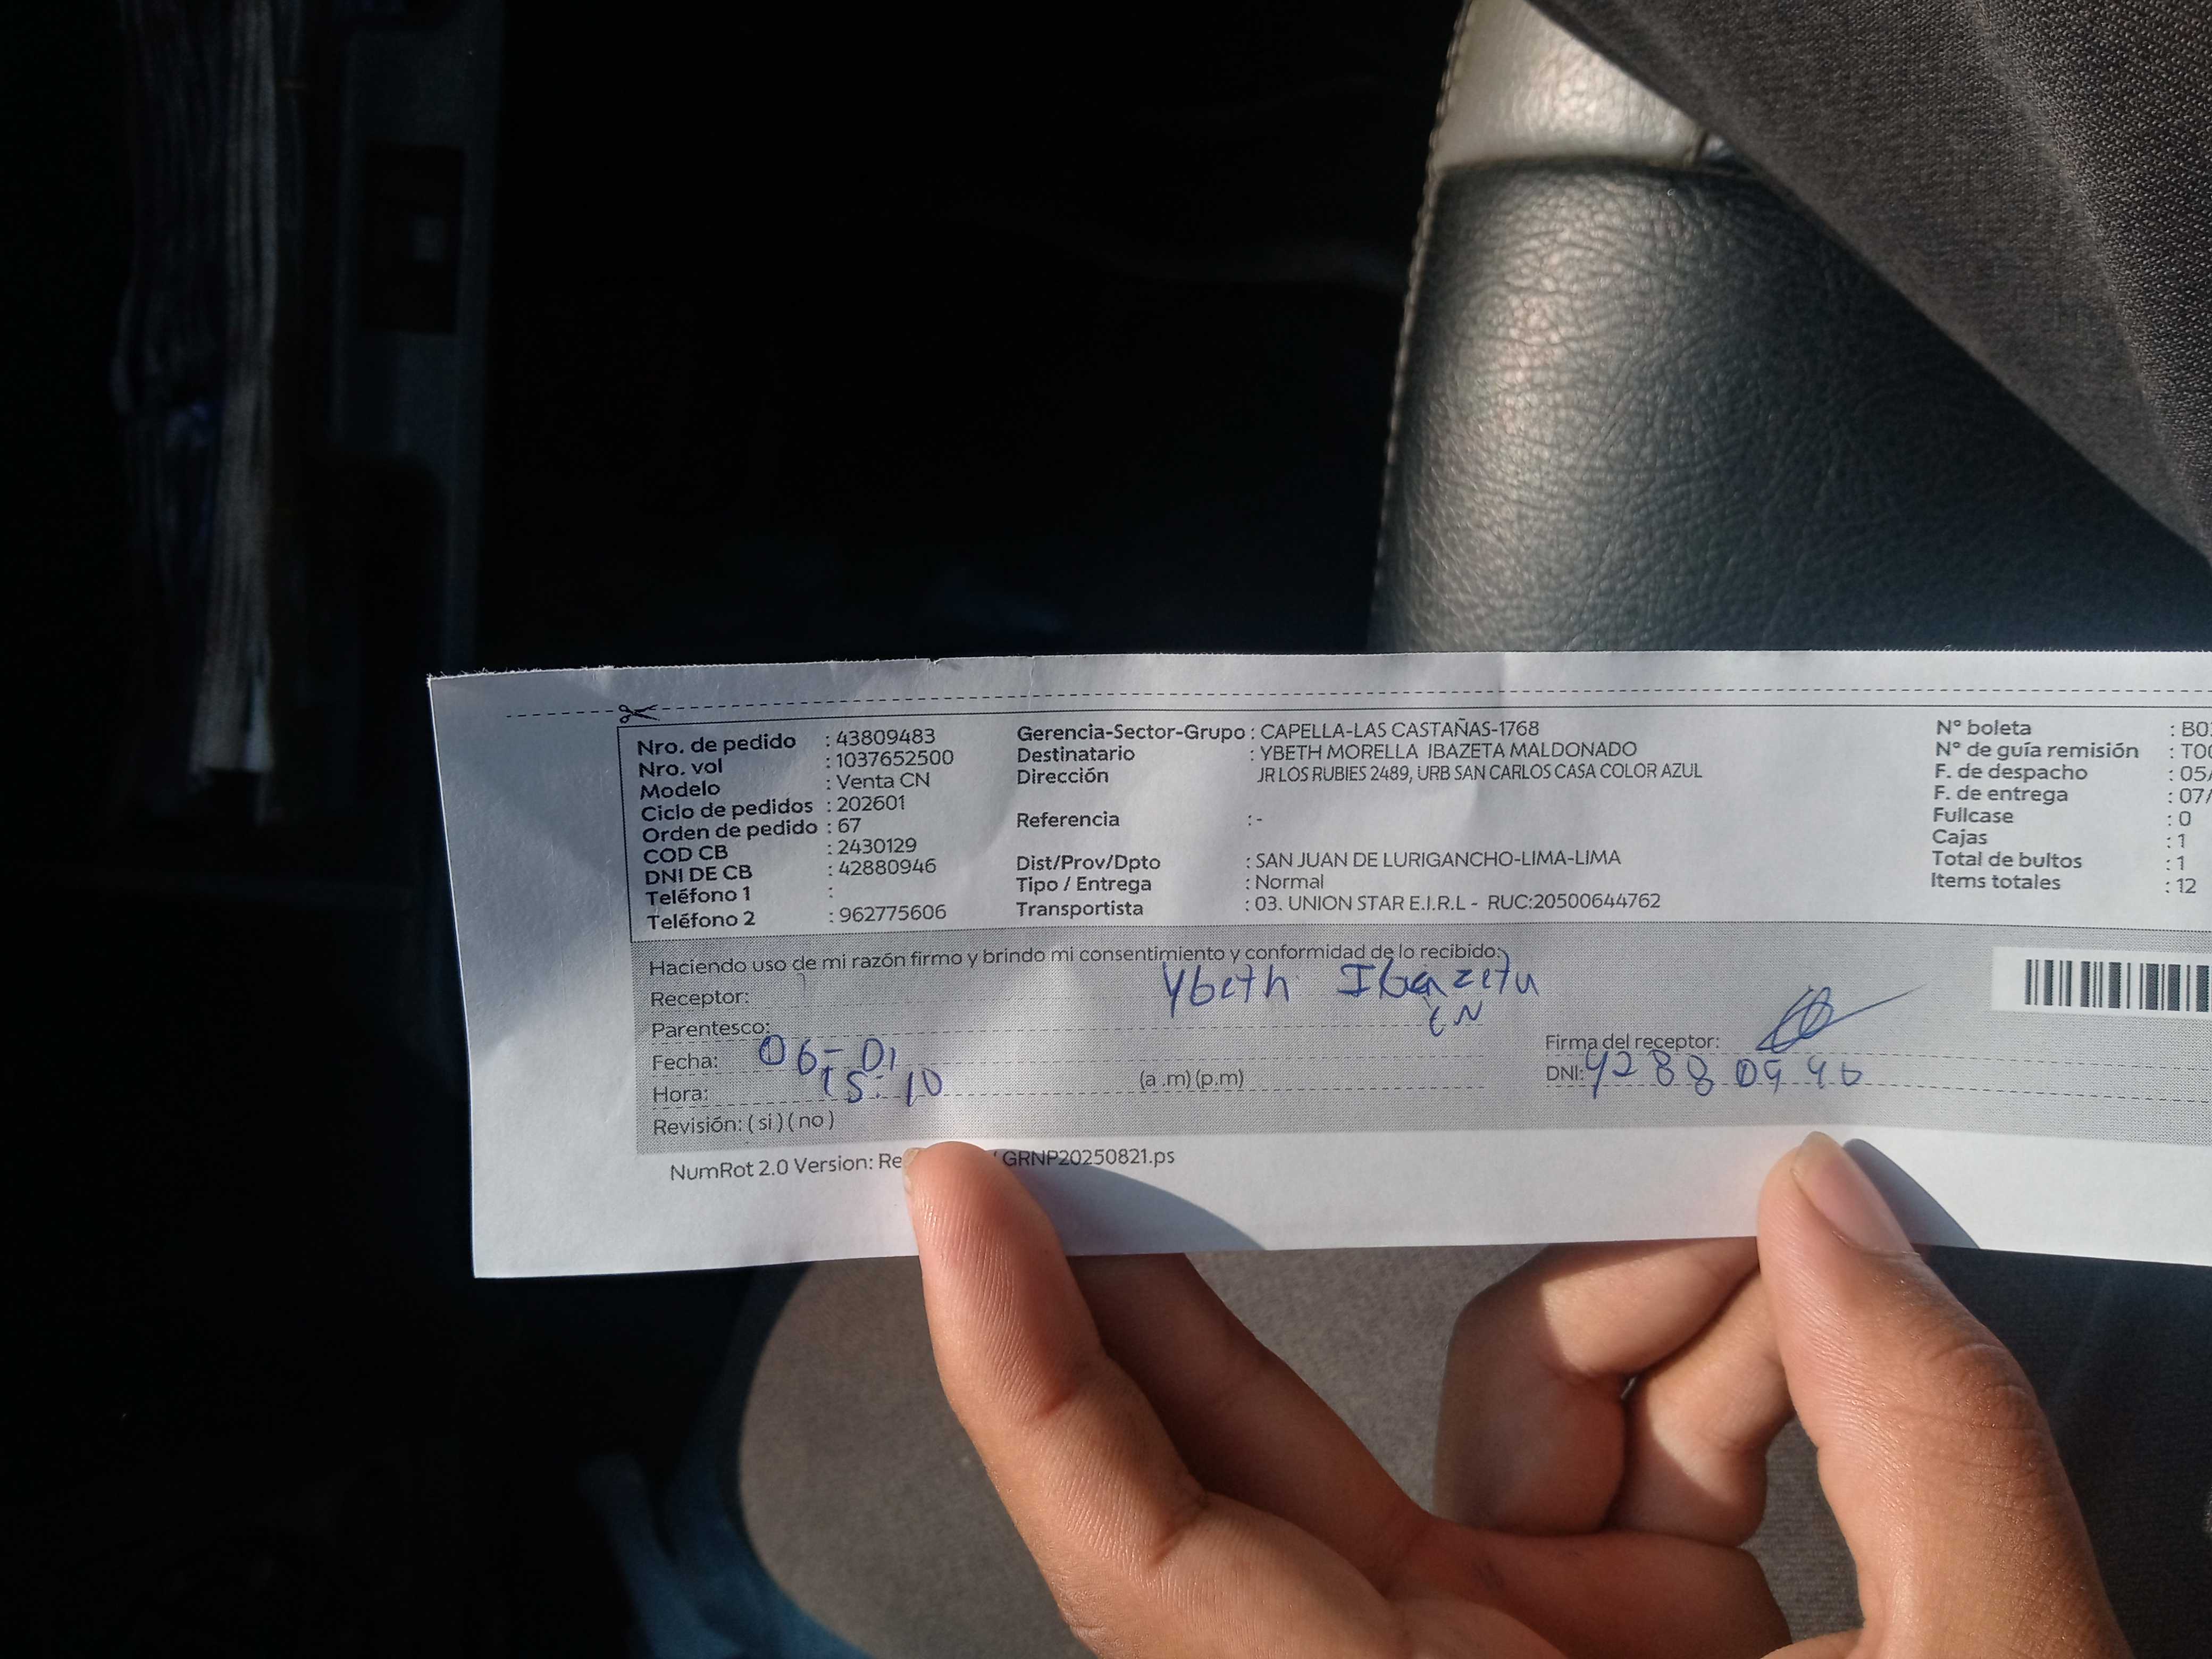 Nro. de pedido : 43809483
Nro. vol : 1037652500
Modelo : Venta CN
Ciclo de pedidos : 202601
Orden de pedido : 67
COD CB : 2430129
DNI DE CB : 42880946
Teléfono 1 :
Teléfono 2 : 962775606
Gerencia-Sector-Grupo : CAPELLA-LAS CASTAÑAS-1768
Destinatario : YBETH MORELLA IBAZETA MALDONADO
Dirección JR LOS RUBIES 2489, URB SAN CARLOS CASA COLOR AZUL
Referencia : -
Dist/Prov/Dpto : SAN JUAN DE LURIGANCHO-LIMA-LIMA
Tipo / Entrega : Normal
Transportista : 03. UNION STAR E.I.R.L - RUC:20500644762
N° boleta : B0
N° de guía remisión : T00
F. de despacho : 05/
F. de entrega : 07/
Fullcase : 0
Cajas : 1
Total de bultos : 1
Items totales : 12
Haciendo uso de mi razón firmo y brindo mi consentimiento y conformidad de lo recibido:
Receptor: Ybeth Ibazeta
Parentesco: CN
Fecha: 06-01
Hora: 15:10 (a .m) (p.m)
Revisión: ( si ) ( no )
Firma del receptor:
DNI: 42880946
NumRot 2.0 Version: Re GRNP20250821.ps